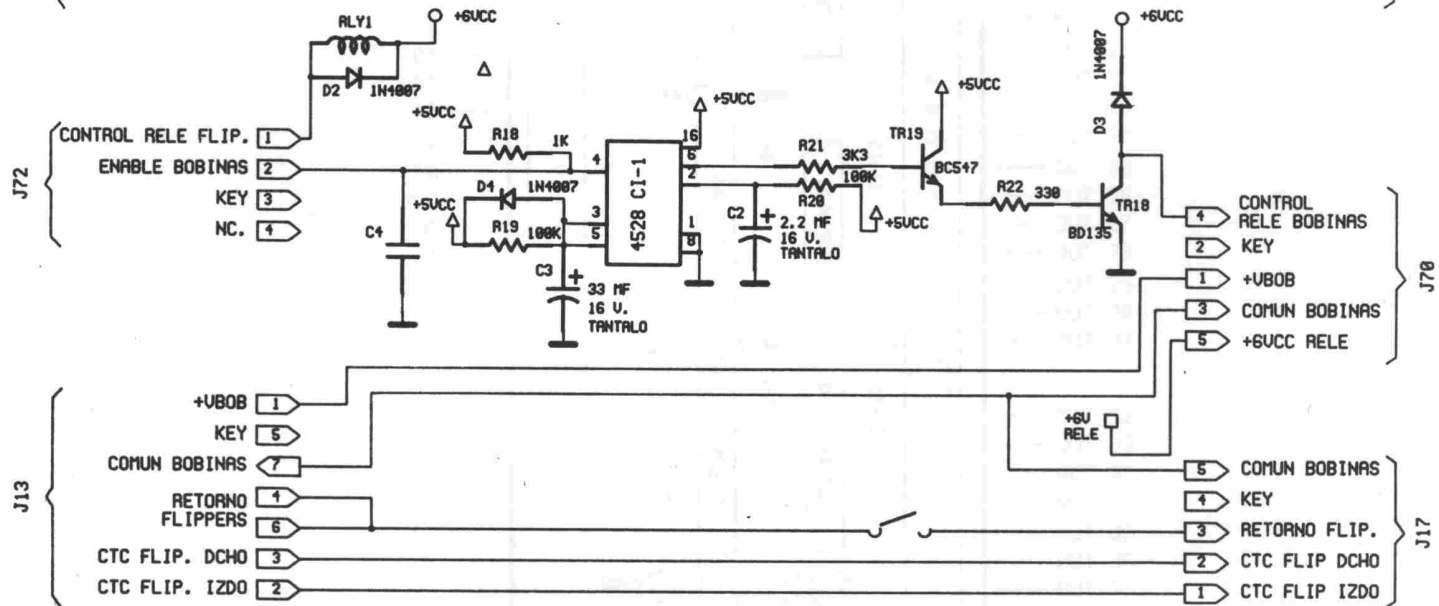 RLY1
+6VCC
D2 1N4007
J72
CONTROL RELE FLIP. 1
ENABLE BOBINAS 2
KEY 3
NC. 4
+5VCC
R18
1K
D4
1N4007
+5VCC
R19
100K
C4
C3
+
33 MF
16 V.
TANTALO
4528 CI-1
4
3
5
16
6
2
1
8
+5VCC
R21
3K3
100K
R20
+5VCC
C2
+
2.2 MF
16 V.
TANTALO
TR19
+5VCC
BC547
R22
330
+6VCC
1N4007
D3
TR18
BD135
4 CONTROL
RELE BOBINAS
2 KEY
1 +VBOB
3 COMUN BOBINAS
5 +6VCC RELE
J70
J13
+VBOB 1
KEY 5
COMUN BOBINAS 7
RETORNO 4
FLIPPERS 6
CTC FLIP. DCHO 3
CTC FLIP. IZDO 2
+6V
RELE
5 COMUN BOBINAS
4 KEY
3 RETORNO FLIP.
2 CTC FLIP DCHO
1 CTC FLIP IZDO
J17